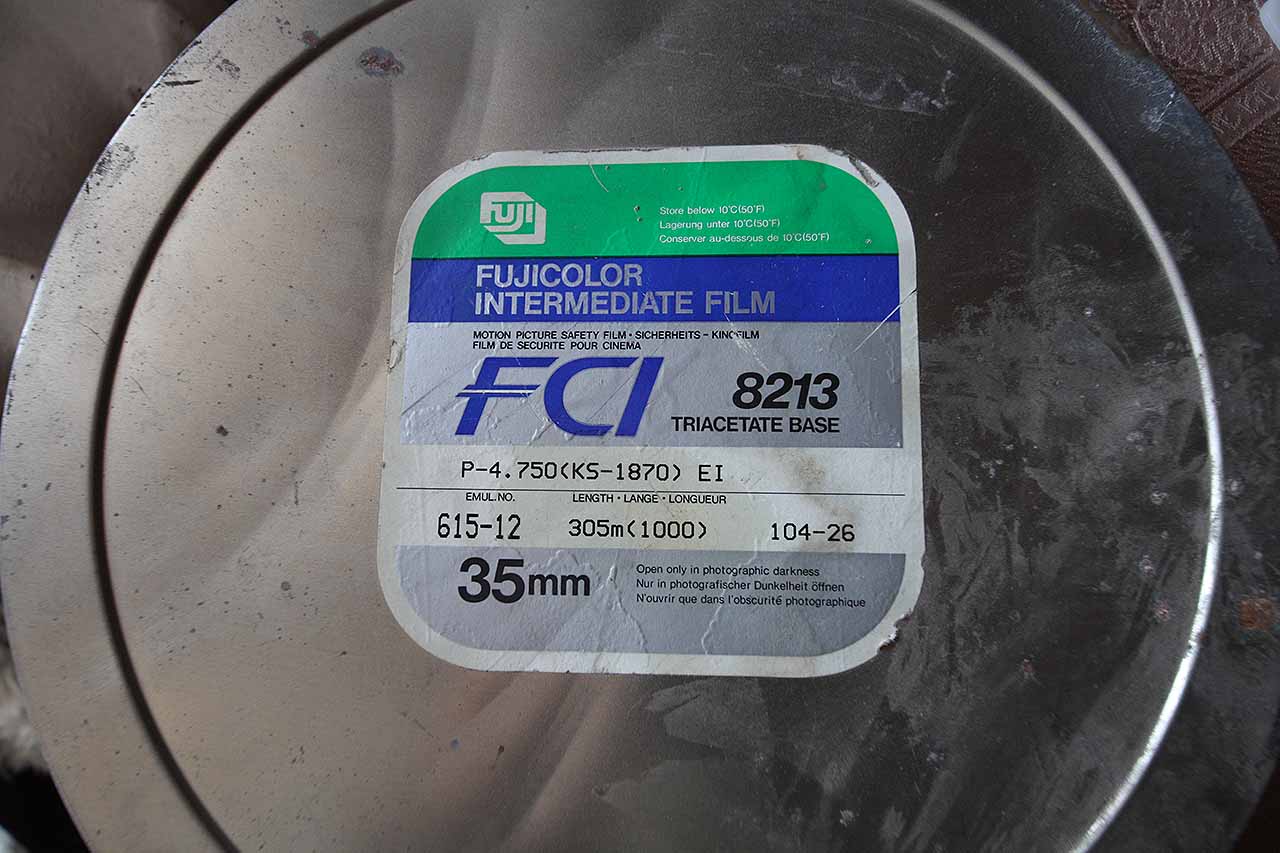 FUJI
Store below 10°C(50°F)
Lagerung unter 10°C(50°F)
Conserver au-dessous de 10°C(50°F)
FUJICOLOR
INTERMEDIATE FILM
MOTION PICTURE SAFETY FILM・SICHERHEITS – KINOFILM
FILM DE SECURITE POUR CINEMA
FCI
8213
TRIACETATE BASE
P-4.750(KS-1870) EI
EMUL.NO. LENGTH・LANGE・LONGUEUR
615-12 305m(1000) 104-26
35mm
Open only in photographic darkness
Nur in photografischer Dunkelheit öffnen
N'ouvrir que dans l'obscurité photographique